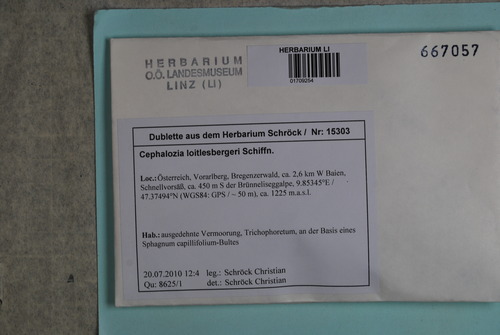 HERBARIUM
O.Ö. LANDESMUSEUM
LINZ (LI)
HERBARIUM LI
01709254
667057
Dublette aus dem Herbarium Schröck / Nr: 15303
Cephalozia loitlesbergeri Schiffn.
Loc.: Österreich, Vorarlberg, Bregenzerwald, ca. 2,6 km W Baien,
Schnellvorsäß, ca. 450 m S der Brünneliseggalpe, 9.85345°E /
47.37494°N (WGS84: GPS / ~ 50 m), ca. 1225 m.a.s.l.
Hab.: ausgedehnte Vermoorung, Trichophoretum, an der Basis eines
Sphagnum capillifolium-Bultes
20.07.2010 12:4 leg.: Schröck Christian
Qu: 8625/1 det.: Schröck Christian